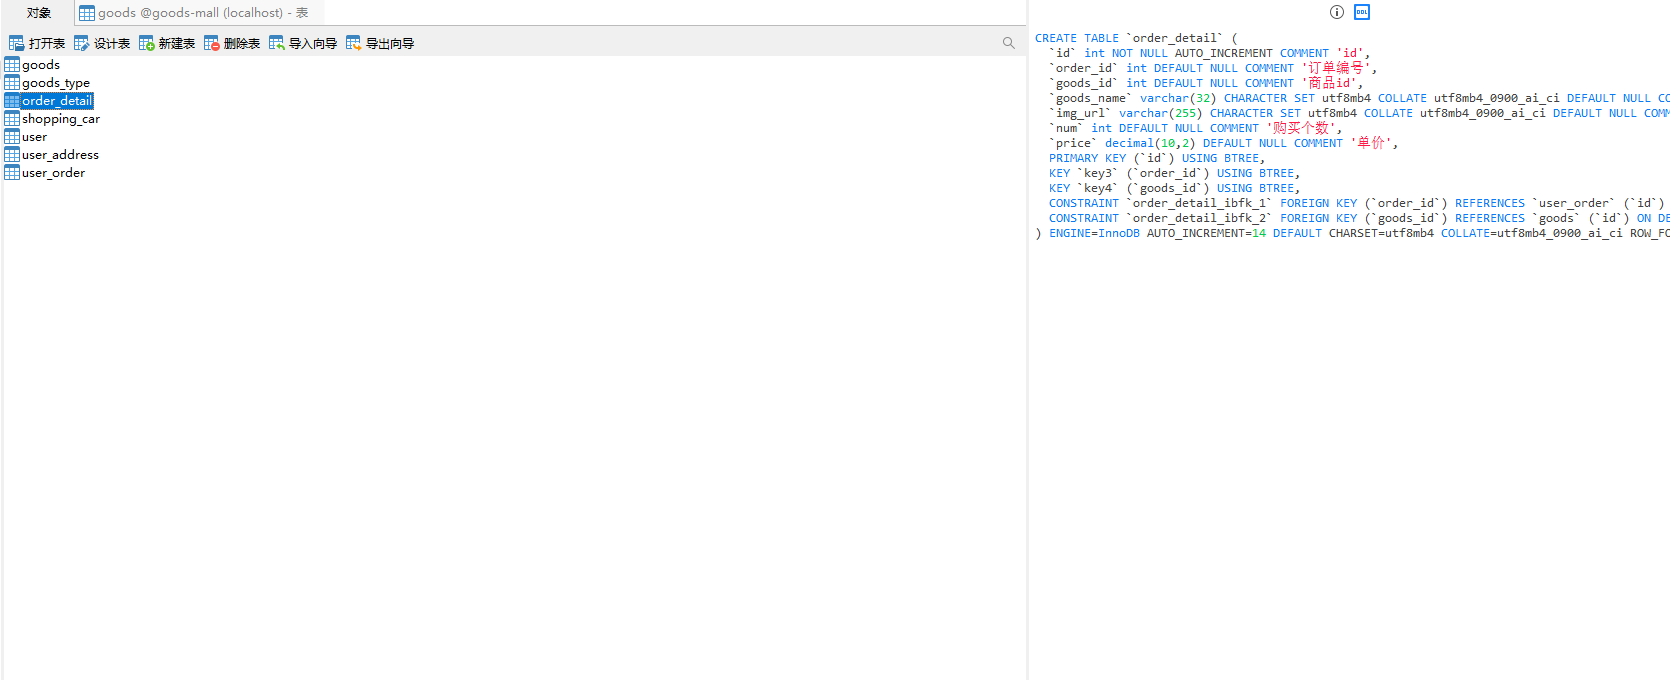 对象
goods @goods-mall (localhost) - 表
打开表 设计表 新建表 删除表 导入向导 导出向导
goods
goods_type
order_detail
shopping_car
user
user_address
user_order
DDL
CREATE TABLE `order_detail` (
`id` int NOT NULL AUTO_INCREMENT COMMENT 'id',
`order_id` int DEFAULT NULL COMMENT '订单编号',
`goods_id` int DEFAULT NULL COMMENT '商品id',
`goods_name` varchar(32) CHARACTER SET utf8mb4 COLLATE utf8mb4_0900_ai_ci DEFAULT NULL CO
`img_url` varchar(255) CHARACTER SET utf8mb4 COLLATE utf8mb4_0900_ai_ci DEFAULT NULL COMM
`num` int DEFAULT NULL COMMENT '购买个数',
`price` decimal(10,2) DEFAULT NULL COMMENT '单价',
PRIMARY KEY (`id`) USING BTREE,
KEY `key3` (`order_id`) USING BTREE,
KEY `key4` (`goods_id`) USING BTREE,
CONSTRAINT `order_detail_ibfk_1` FOREIGN KEY (`order_id`) REFERENCES `user_order` (`id`)
CONSTRAINT `order_detail_ibfk_2` FOREIGN KEY (`goods_id`) REFERENCES `goods` (`id`) ON DE
) ENGINE=InnoDB AUTO_INCREMENT=14 DEFAULT CHARSET=utf8mb4 COLLATE=utf8mb4_0900_ai_ci ROW_FO